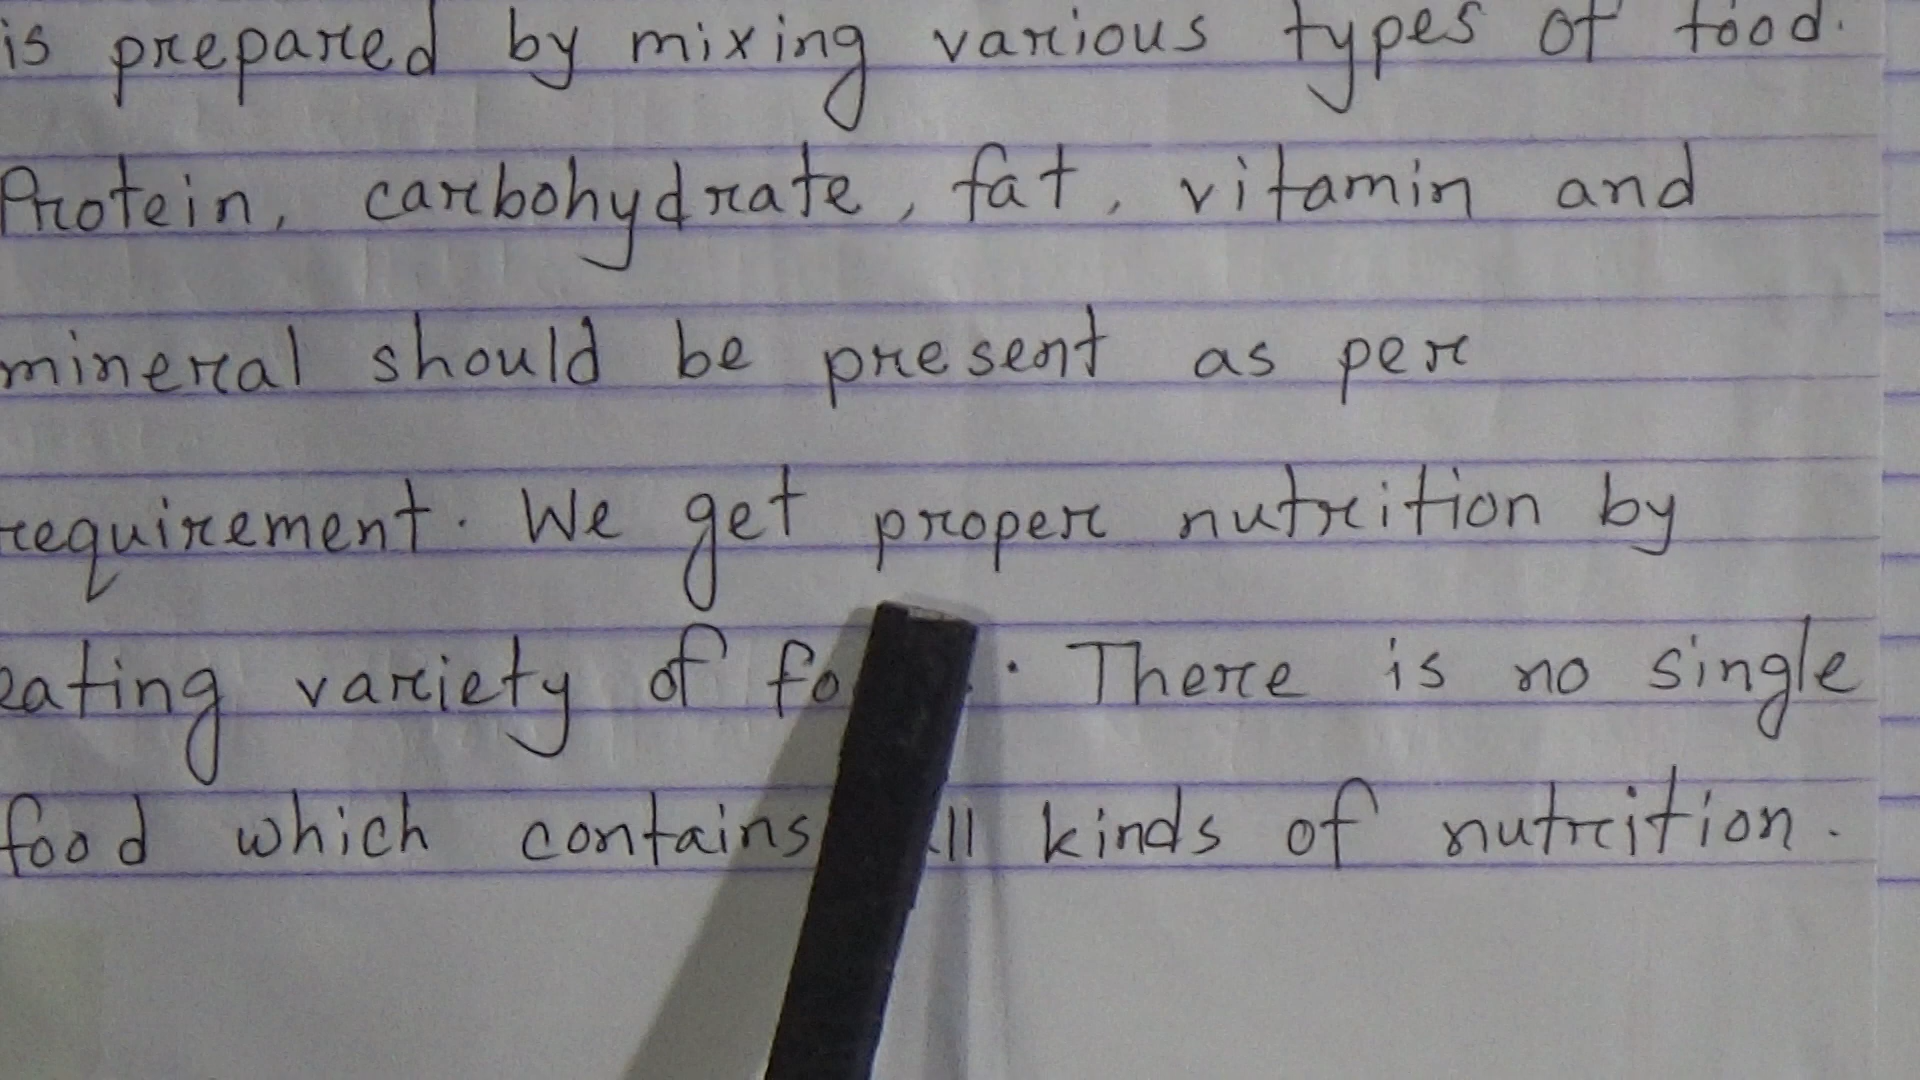 is prepared by mixing various types of food.
Protein, carbohydrate, fat, vitamin and
mineral should be present as per
requirement. We get proper nutrition by
eating variety of . There is no single
food which contains all kinds of nutrition.